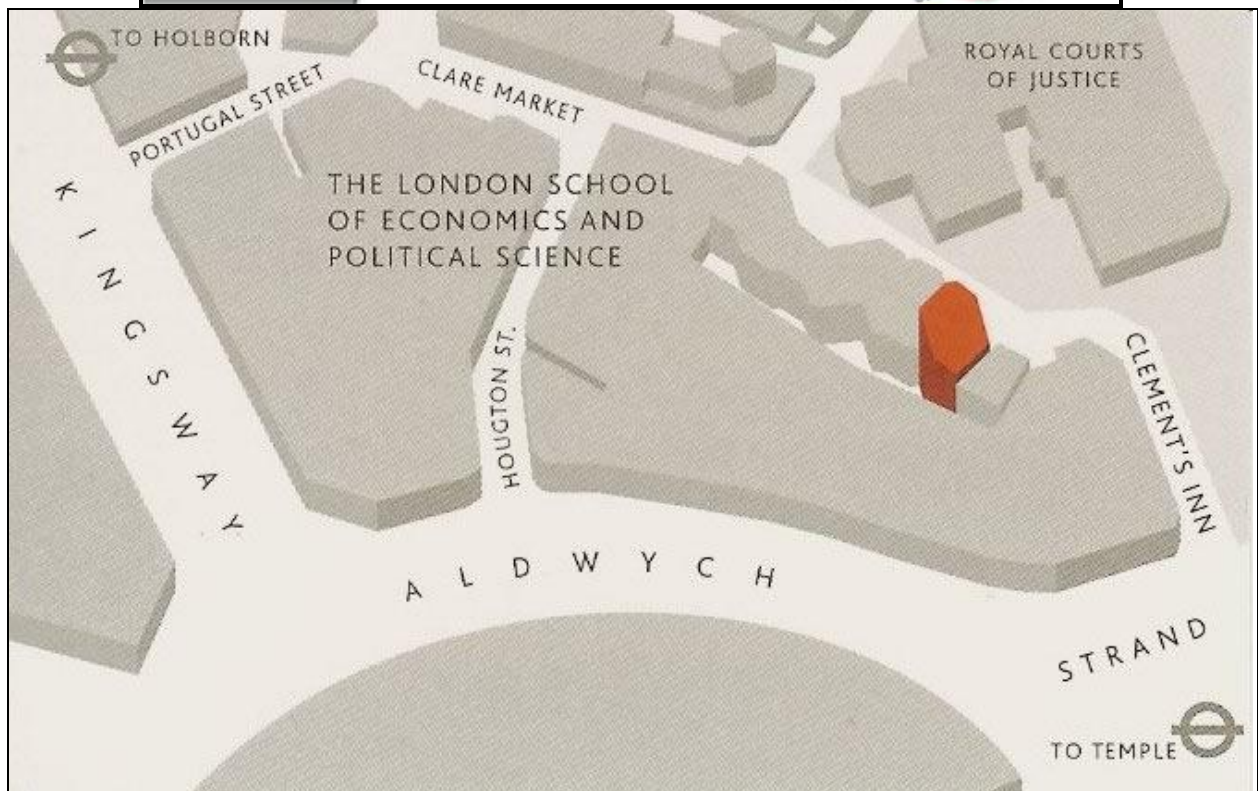 TO HOLBORN
PORTUGAL STREET
CLARE MARKET
ROYAL COURTS
OF JUSTICE
THE LONDON SCHOOL
OF ECONOMICS AND
POLITICAL SCIENCE
KINGSWAY
HOUGTON ST.
CLEMENT'S INN
ALDWYCH
STRAND
TO TEMPLE